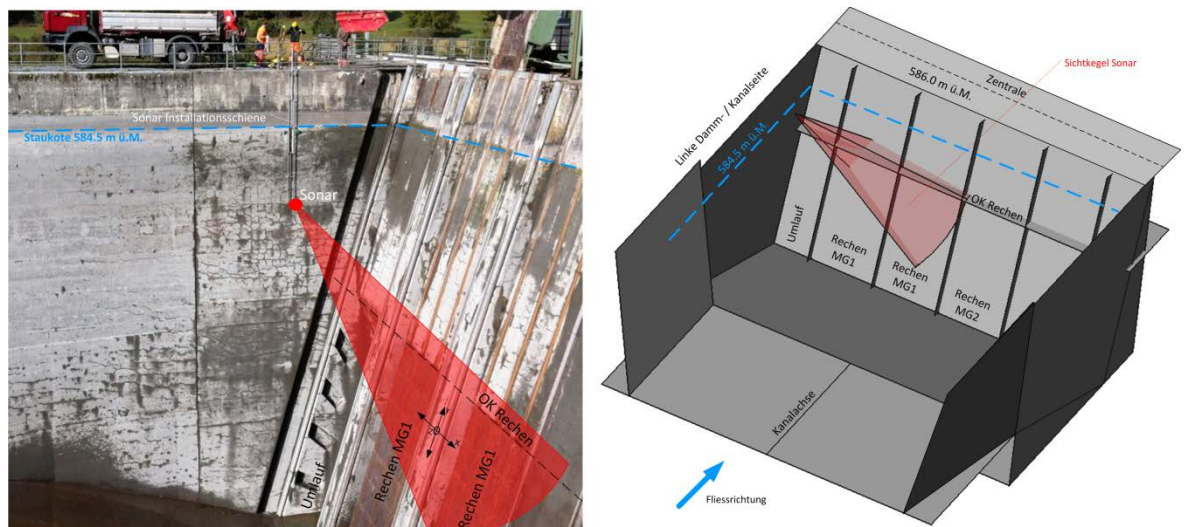 Sonar Installationsschiene
Staukote 584.5 m ü.M.
Sonar
OK Rechen
Y
Z
X
Umlauf
Rechen MG1
Rechen MG1
Linke Damm- / Kanalseite
584.5 m ü.M.
586.0 m ü.M.
Zentrale
Sichtkegel Sonar
OK Rechen
Umlauf
Rechen
MG1
Rechen
MG1
Rechen
MG2
Kanalachse
Fliessrichtung